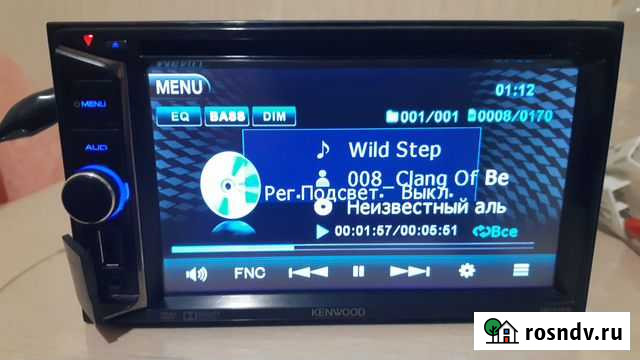 MENU
01:12
EQ
BASS
DIM
001/001
0008/0170
MENU
AUD
Wild Step
008_Clang Of Be
Рег.Подсвет. Выкл.
Неизвестный аль
00:01:57/00:05:51
Все
FNC
KENWOOD
rosndv.ru